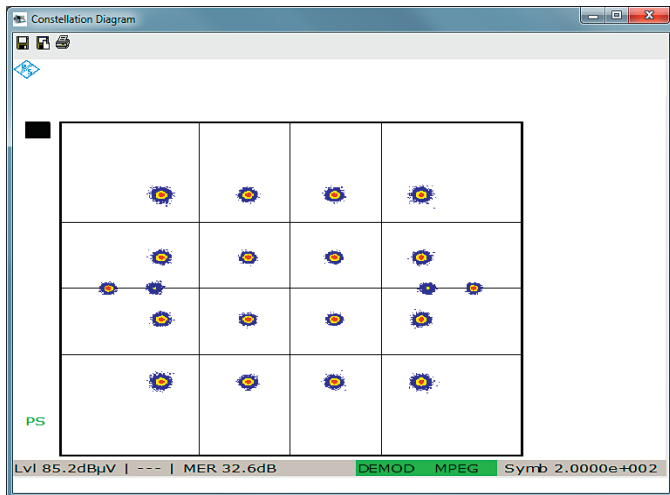 Constellation Diagram
PS
Lvl 85.2dBµV | --- | MER 32.6dB DEMOD MPEG Symb 2.0000e+002